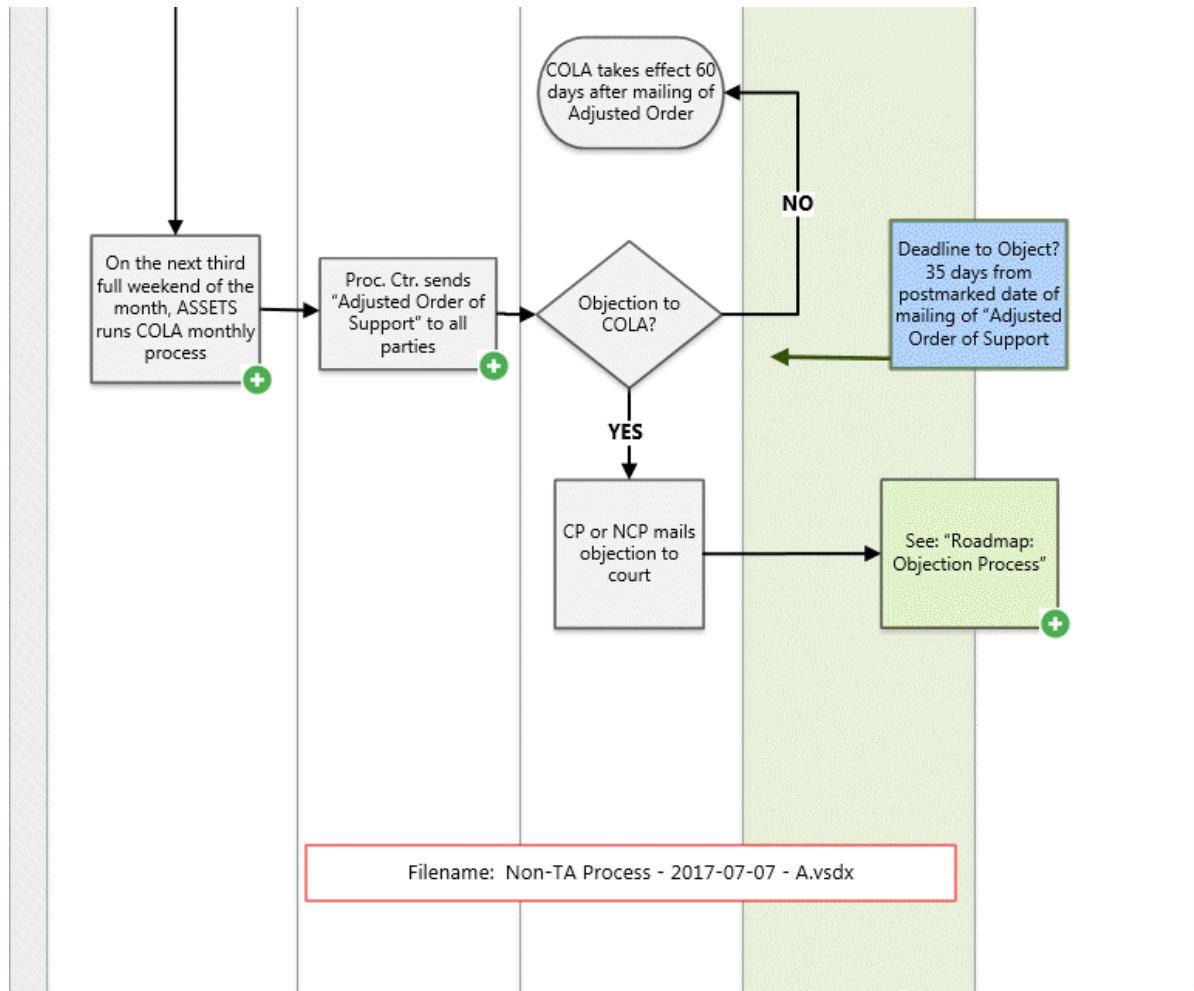 COLA takes effect 60
days after mailing of
Adjusted Order
NO
On the next third
full weekend of the
month, ASSETS
runs COLA monthly
process
Proc. Ctr. sends
“Adjusted Order of
Support” to all
parties
Objection to
COLA?
Deadline to Object?
35 days from
postmarked date of
mailing of “Adjusted
Order of Support
YES
CP or NCP mails
objection to
court
See: “Roadmap:
Objection Process”
Filename:  Non-TA Process - 2017-07-07 - A.vsdx